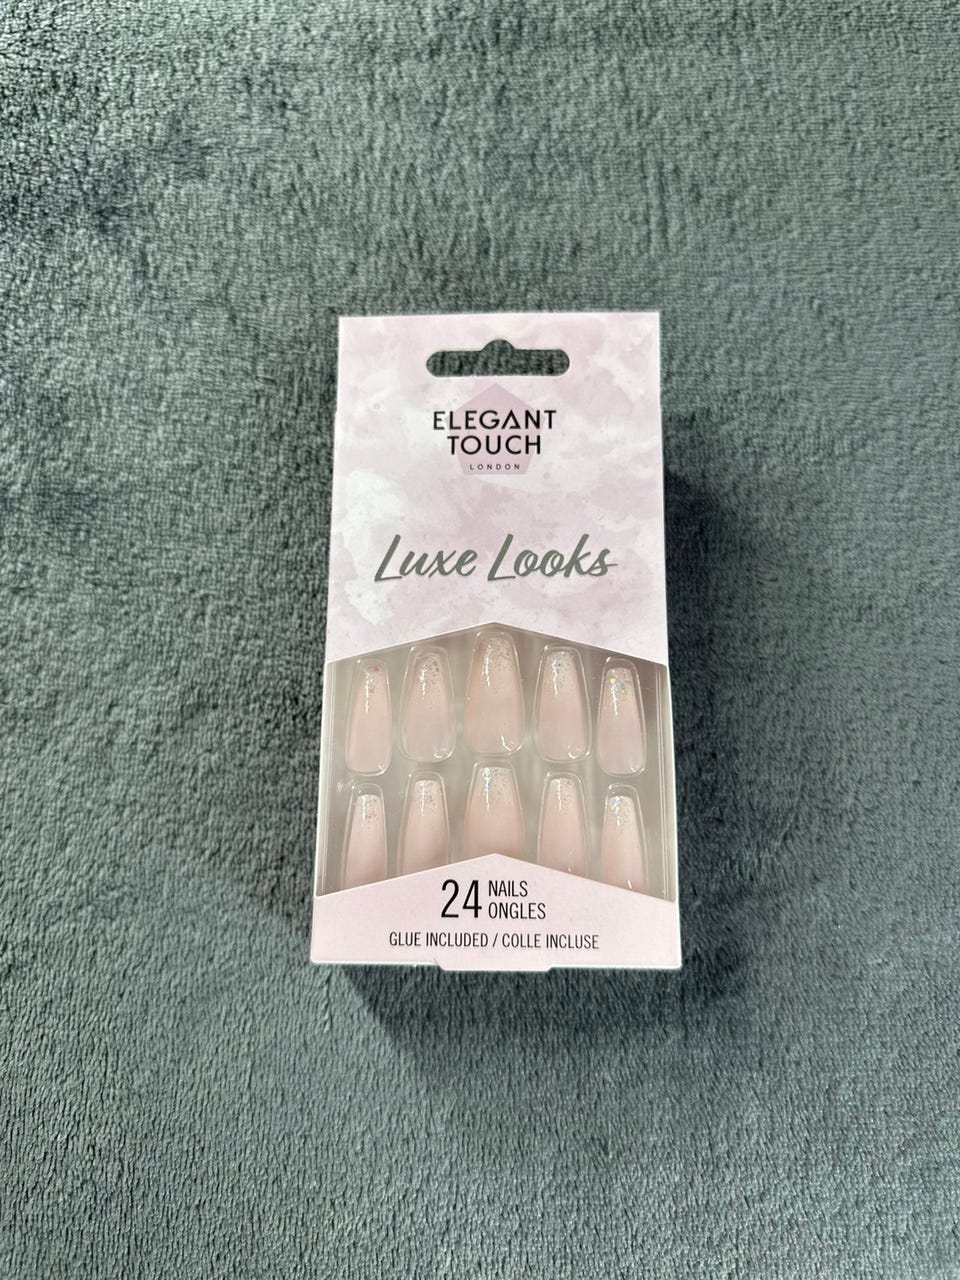 ELEGANT
TOUCH
LONDON
Luxe Looks
24 NAILS
ONGLES
GLUE INCLUDED / COLLE INCLUSE